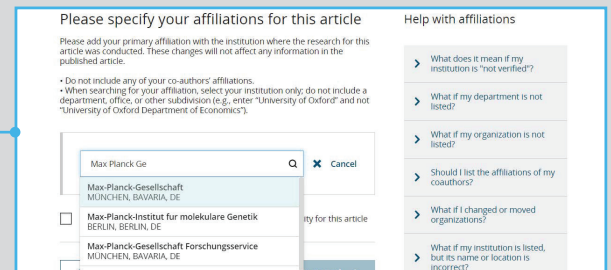 Please specify your affiliations for this article
Please add your primary affiliation with the institution where the research for this
article was conducted. These changes will not affect any information in the
published article.
• Do not include any of your co-authors' affiliations.
• When searching for your affiliation, select your institution only; do not include a
department, office, or other subdivision (e.g., enter "University of Oxford" and not
"University of Oxford Department of Economics").
Max Planck Ge
Cancel
Max-Planck-Gesellschaft
MÜNCHEN, BAVARIA, DE
Max-Planck-Institut fur molekulare Genetik
BERLIN, BERLIN, DE
for this article
Max-Planck-Gesellschaft Forschungsservice
MÜNCHEN, BAVARIA, DE
Help with affiliations
What does it mean if my
institution is "not verified"?
What if my department is not
listed?
What if my organization is not
listed?
Should I list the affiliations of my
coauthors?
What if I changed or moved
organizations?
What if my institution is listed,
but its name or location is
incorrect?